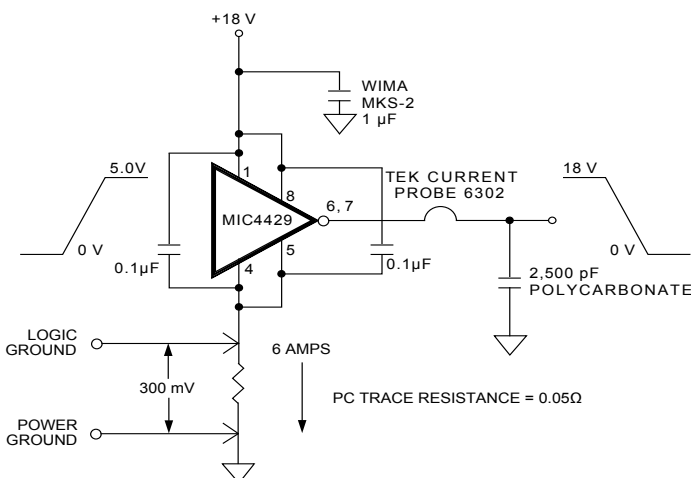 +18 V
WIMA
MKS-2
1 µF
5.0V
0 V
1
8
MIC4429
6, 7
5
4
0.1µF
0.1µF
TEK CURRENT
PROBE 6302
18 V
0 V
2,500 pF
POLYCARBONATE
LOGIC
GROUND
300 mV
6 AMPS
PC TRACE RESISTANCE = 0.05Ω
POWER
GROUND